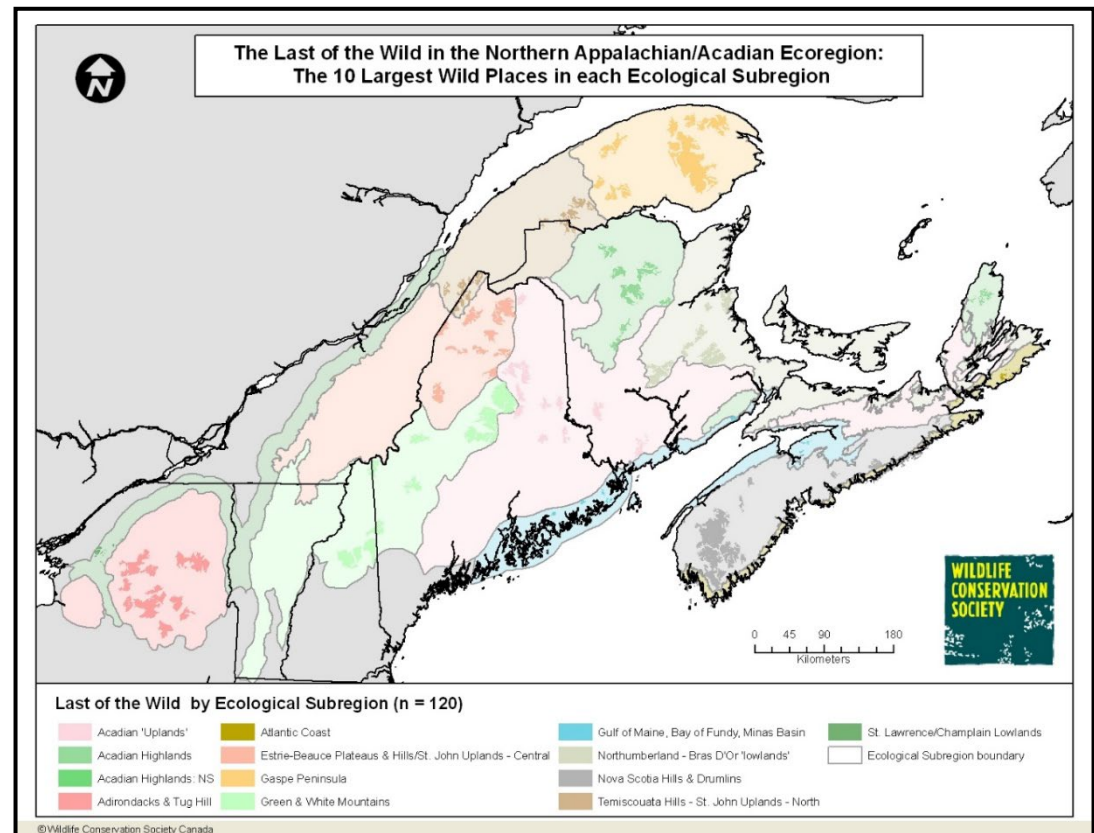 The Last of the Wild in the Northern Appalachian/Acadian Ecoregion:
The 10 Largest Wild Places in each Ecological Subregion
N
WILDLIFE
CONSERVATION
SOCIETY
0 45 90 180
Kilometers
Last of the Wild by Ecological Subregion (n = 120)
Acadian 'Uplands'
Acadian Highlands
Acadian Highlands: NS
Adirondacks & Tug Hill
Atlantic Coast
Estrie-Beauce Plateaus & Hills/St. John Uplands - Central
Gaspe Peninsula
Green & White Mountains
Gulf of Maine, Bay of Fundy, Minas Basin
Northumberland - Bras D'Or 'lowlands'
Nova Scotia Hills & Drumlins
Temiscouata Hills - St. John Uplands - North
St. Lawrence/Champlain Lowlands
Ecological Subregion boundary
©Wildlife Conservation Society Canada